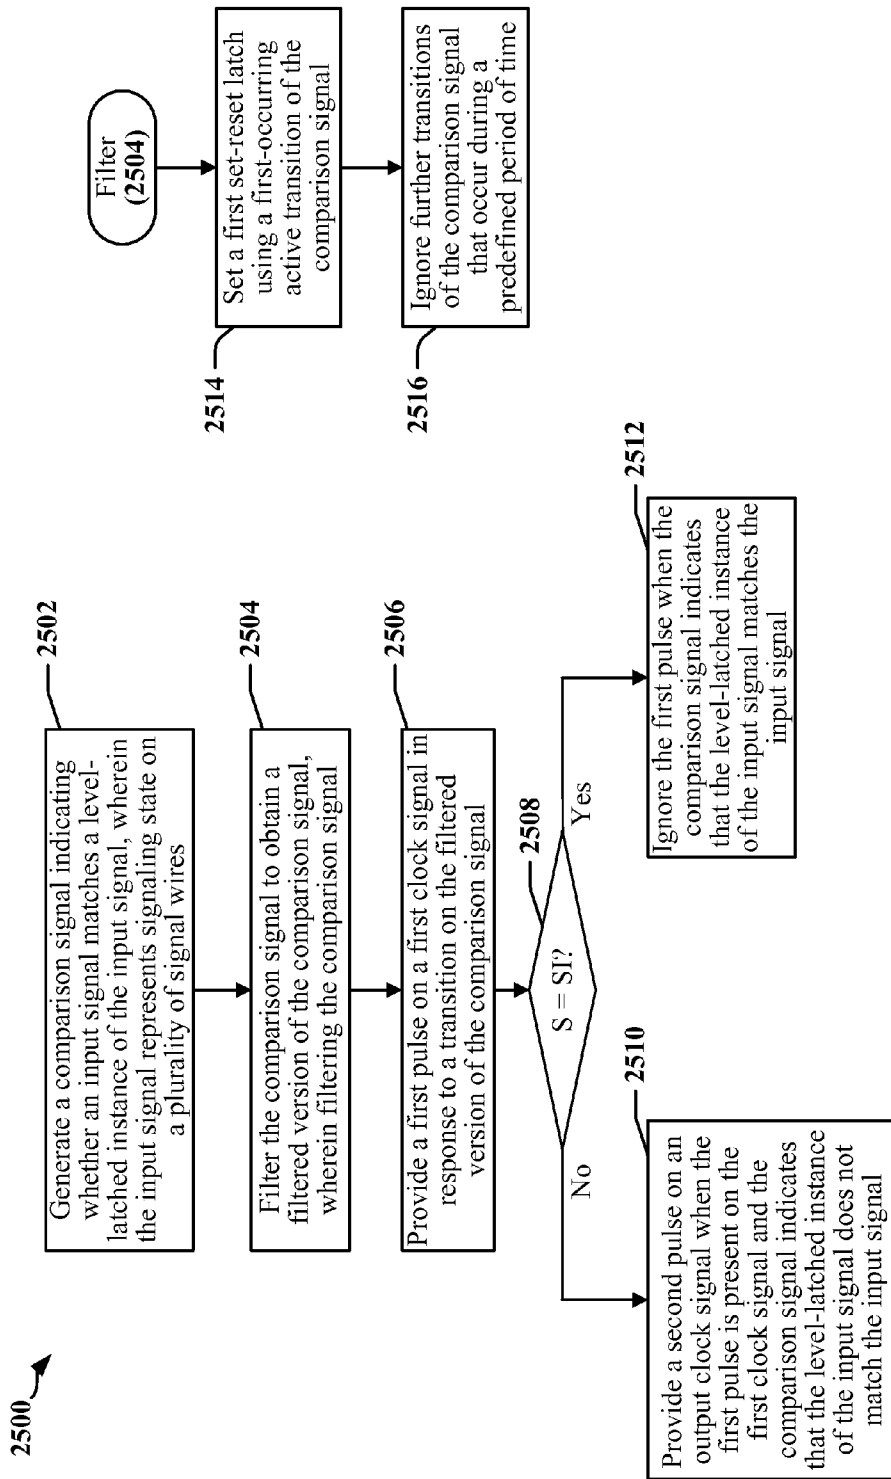 2500
2502
Generate a comparison signal indicating
whether an input signal matches a level-
latched instance of the input signal, wherein
the input signal represents signaling state on
a plurality of signal wires
2504
Filter the comparison signal to obtain a
filtered version of the comparison signal,
wherein filtering the comparison signal
2506
Provide a first pulse on a first clock signal in
response to a transition on the filtered
version of the comparison signal
2508
S = SI?
No
Yes
2510
Provide a second pulse on an
output clock signal when the
first pulse is present on the
first clock signal and the
comparison signal indicates
that the level-latched instance
of the input signal does not
match the input signal
2512
Ignore the first pulse when the
comparison signal indicates
that the level-latched instance
of the input signal matches the
input signal
Filter
(2504)
2514
Set a first set-reset latch
using a first-occurring
active transition of the
comparison signal
2516
Ignore further transitions
of the comparison signal
that occur during a
predefined period of time